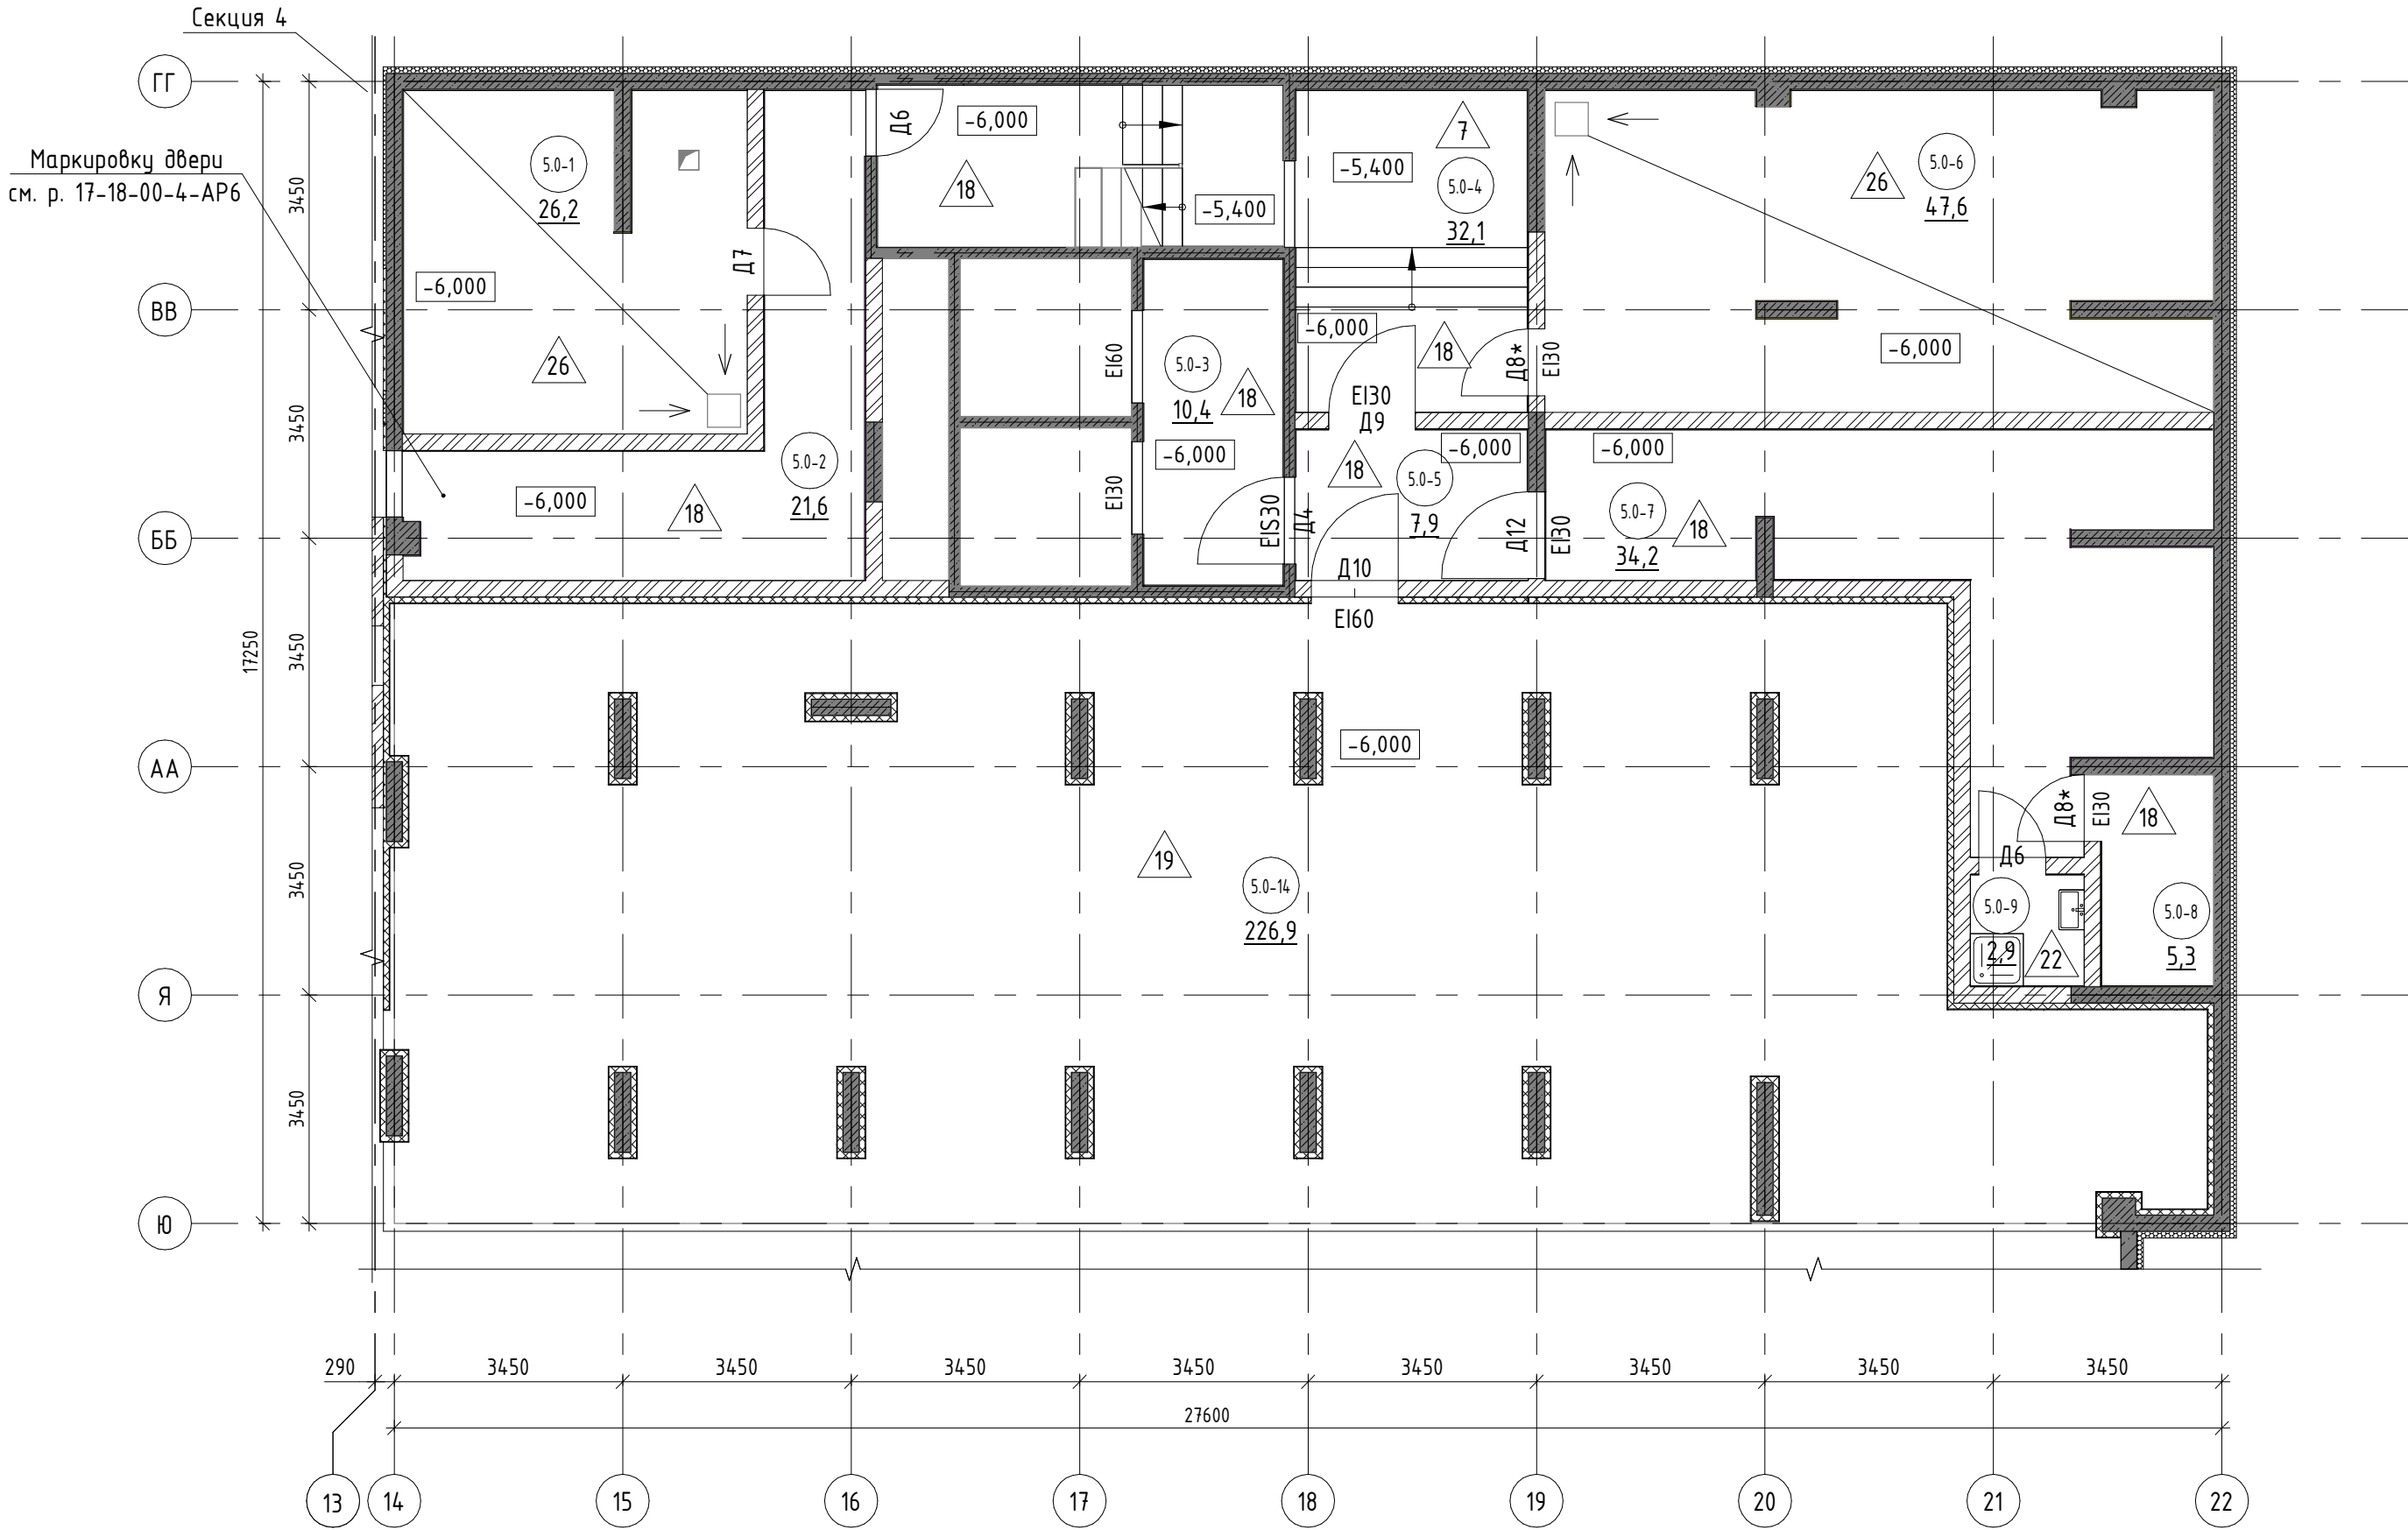 Секция 4
Маркировку двери
см. р. 17-18-00-4-АР6
ГГ
ВВ
ББ
АА
Я
Ю
3450
3450
3450
3450
3450
17250
5.0-1
26,2
-6,000
26
Д7
Д6
-6,000
18
-5,400
7
-5,400
5.0-4
32,1
26
5.0-6
47,6
-6,000
-6,000
18
Д8*
EI30
EI30
Д9
EI60
EI30
5.0-3
10,4
18
-6,000
5.0-2
21,6
-6,000
18
EIS30
Д4
18
5.0-5
7,9
-6,000
Д12
EI30
-6,000
5.0-7
34,2
18
Д10
EI60
-6,000
19
5.0-14
226,9
Д8*
EI30
18
Д6
5.0-9
2,9
22
5.0-8
5,3
290
3450
3450
3450
3450
3450
3450
3450
3450
27600
13
14
15
16
17
18
19
20
21
22